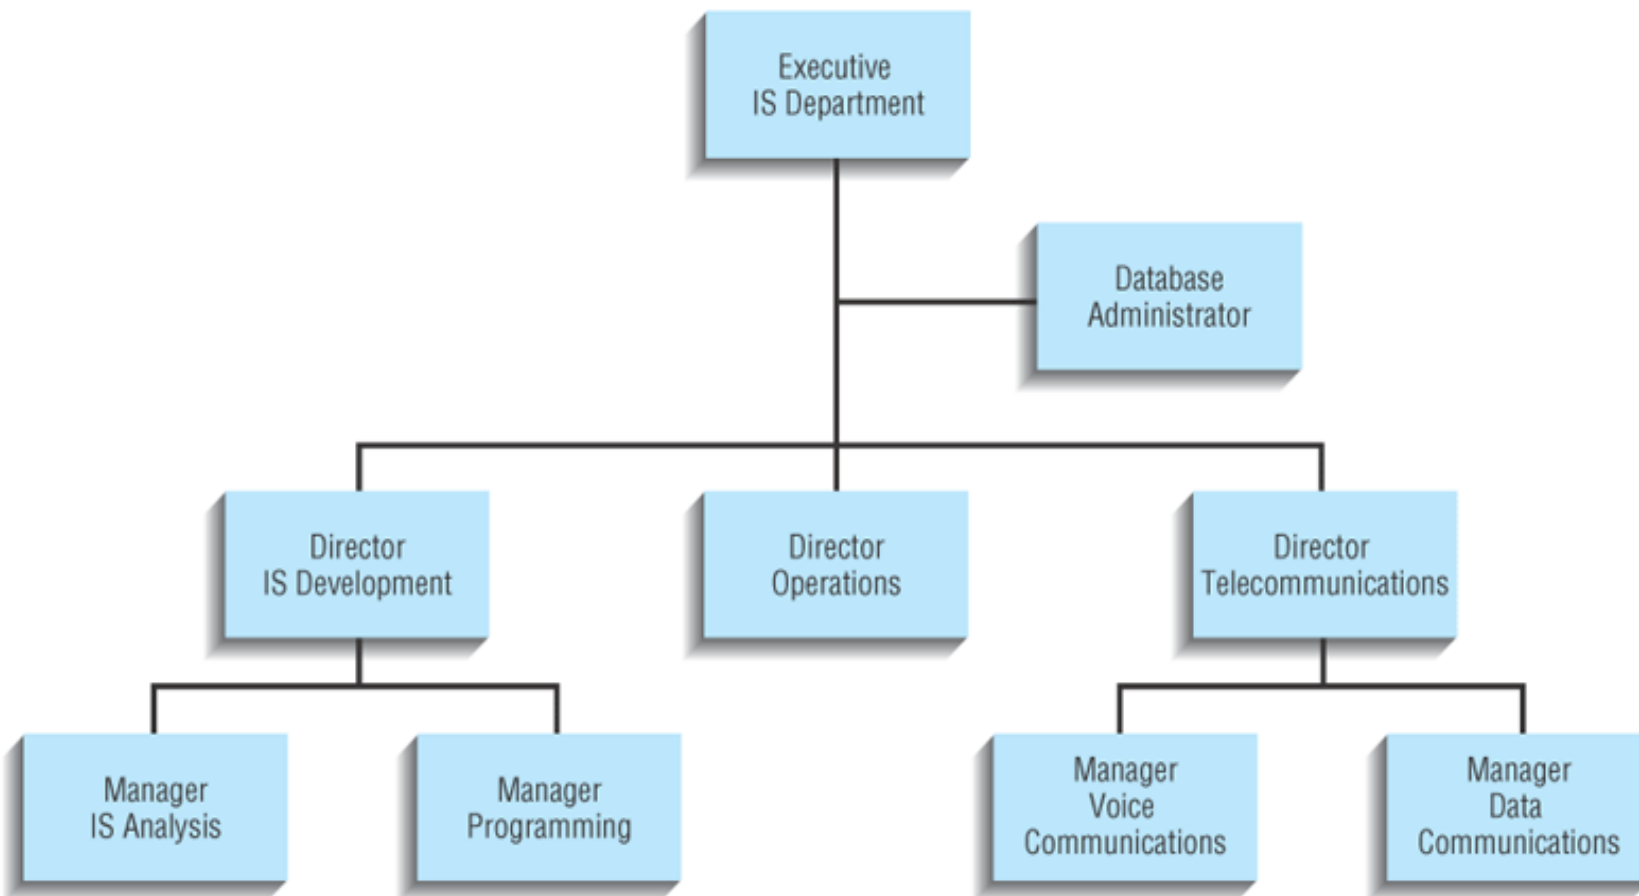 Executive
IS Department
Database
Administrator
Director
IS Development
Director
Operations
Director
Telecommunications
Manager
IS Analysis
Manager
Programming
Manager
Voice
Communications
Manager
Data
Communications